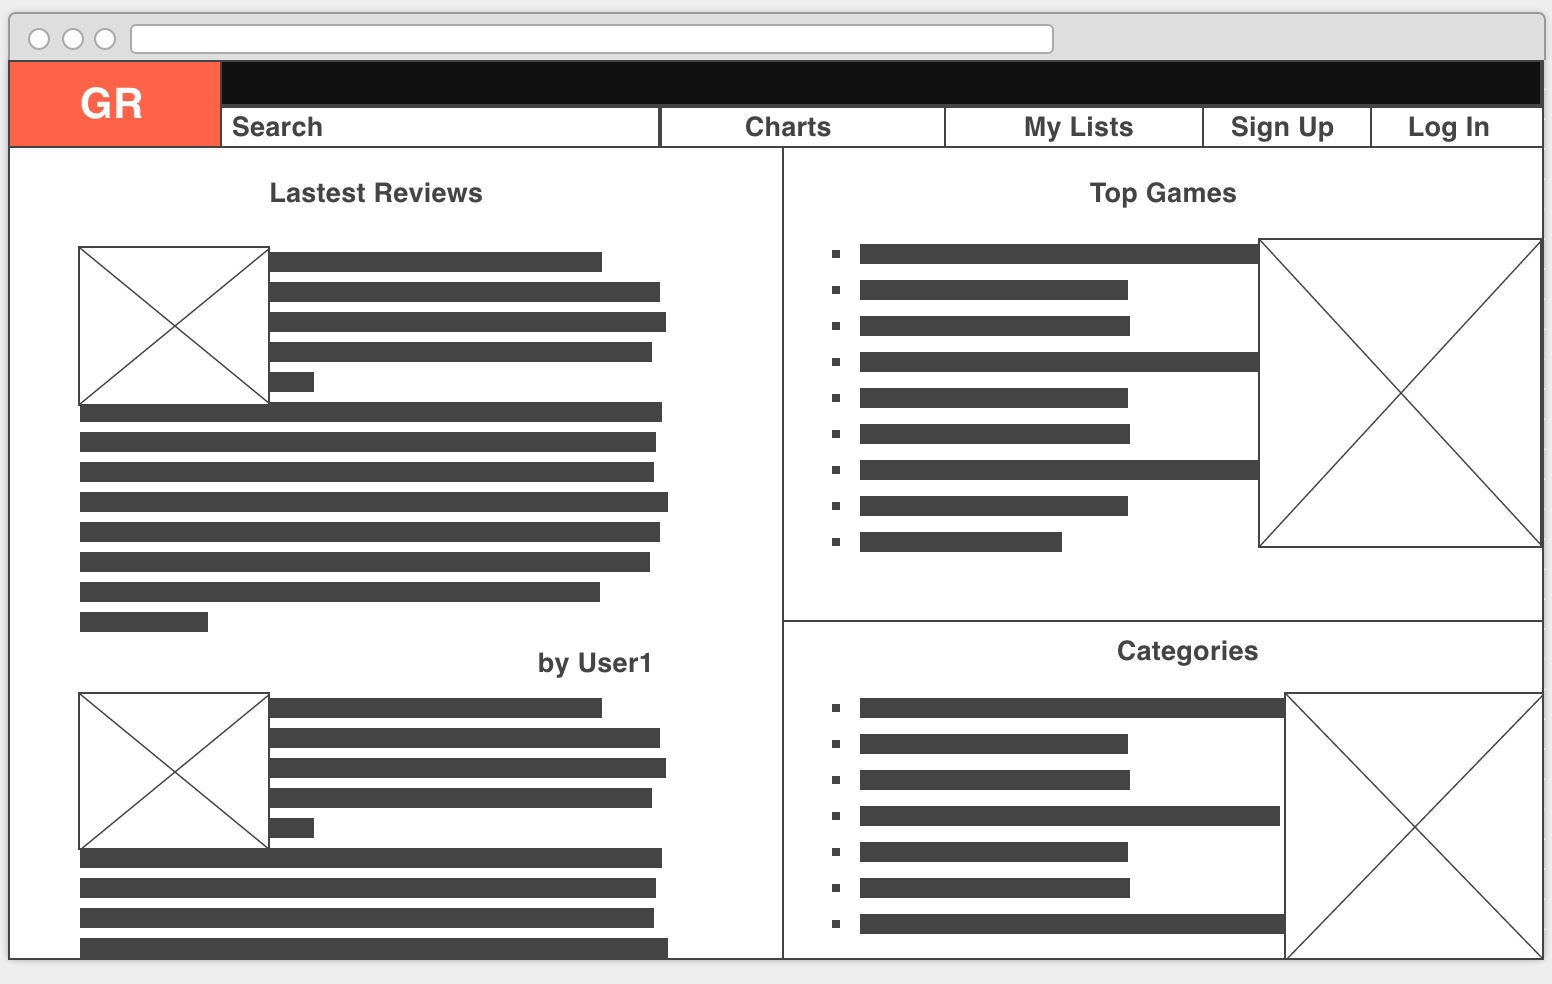 GR
Search
Charts
My Lists
Sign Up
Log In
Lastest Reviews
by User1
Top Games
Categories